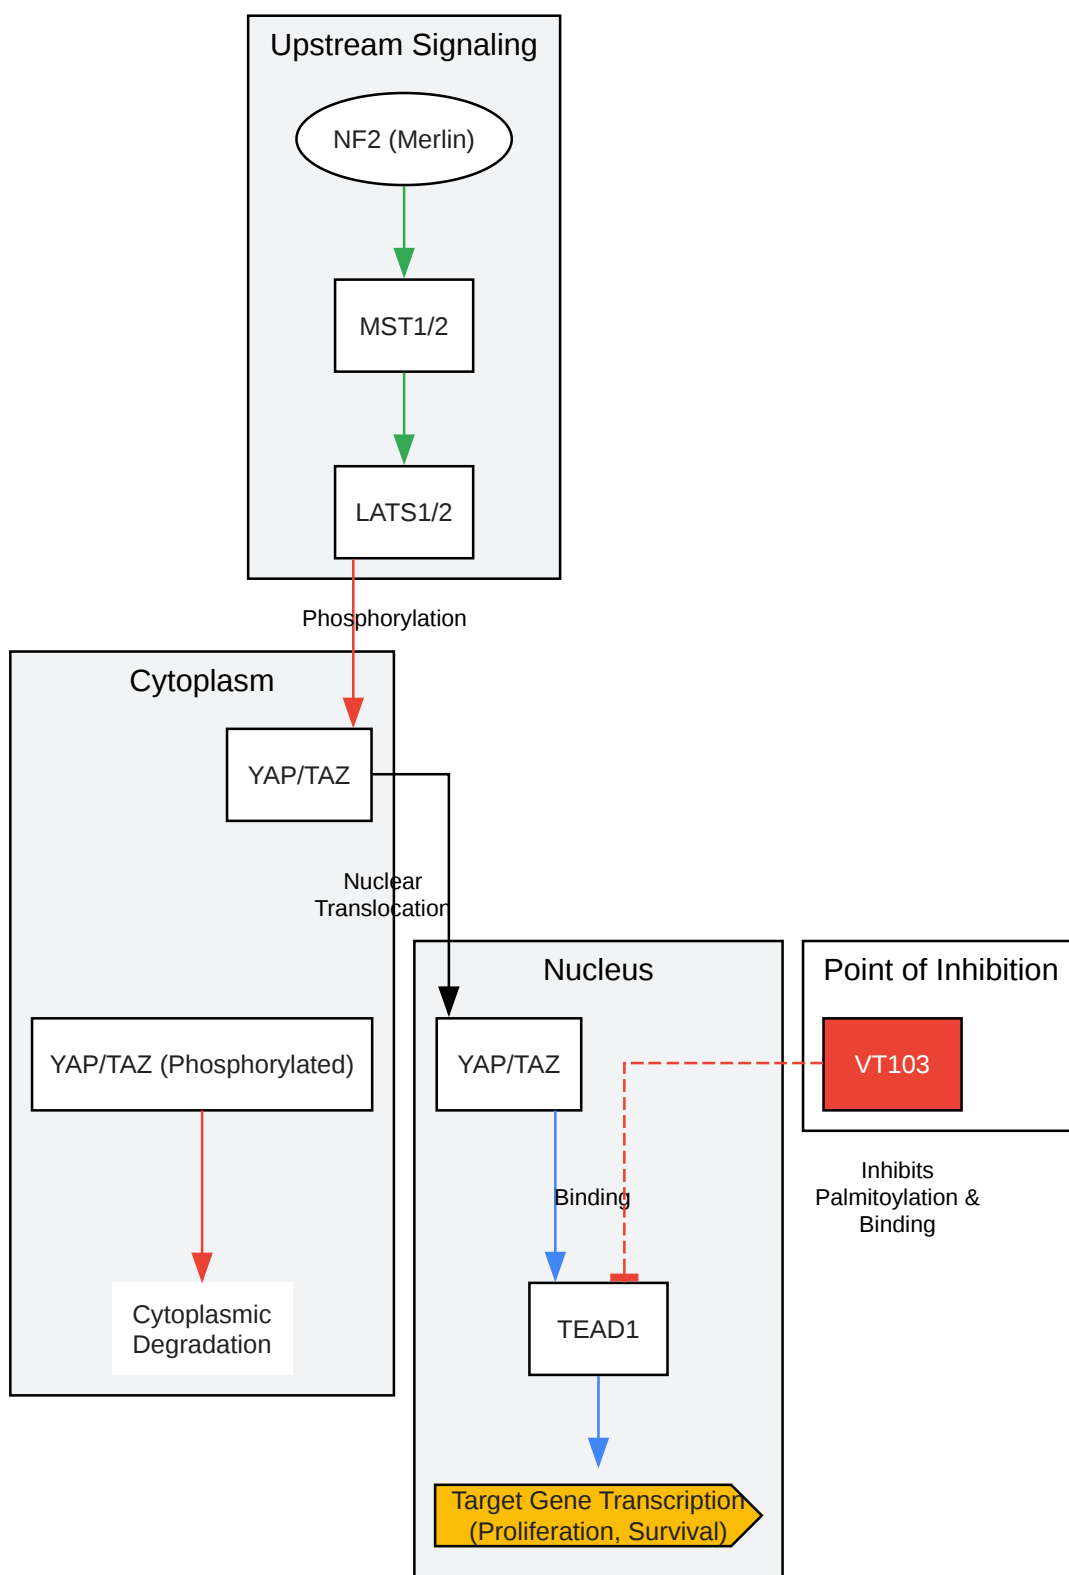 Upstream Signaling
NF2 (Merlin)
MST1/2
LATS1/2
Phosphorylation
Cytoplasm
YAP/TAZ
Nuclear
Translocation
Nucleus
Point of Inhibition
YAP/TAZ (Phosphorylated)
YAP/TAZ
VT103
Inhibits
Palmitoylation &
Binding
Binding
Cytoplasmic
Degradation
TEAD1
Target Gene Transcription
(Proliferation, Survival)